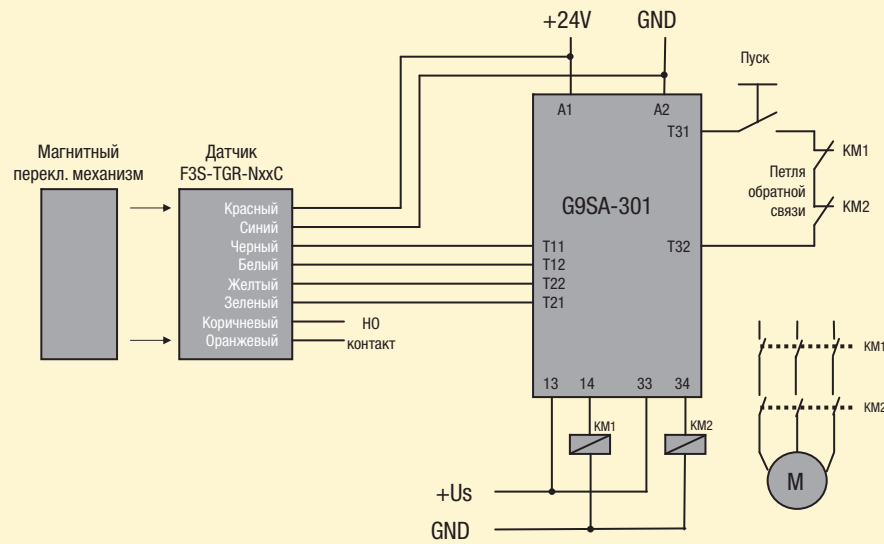 +24V
GND
Пуск
A1
A2
T31
KM1
Магнитный
перекл. механизм
Датчик
F3S-TGR-NxxC
Петля
обратной
связи
G9SA-301
KM2
Красный
Синий
Черный
T11
T32
Белый
T12
Желтый
T22
Зеленый
T21
Коричневый
НО
Оранжевый
контакт
KM1
13
14
33
34
KM2
KM1
KM2
M
+Us
GND